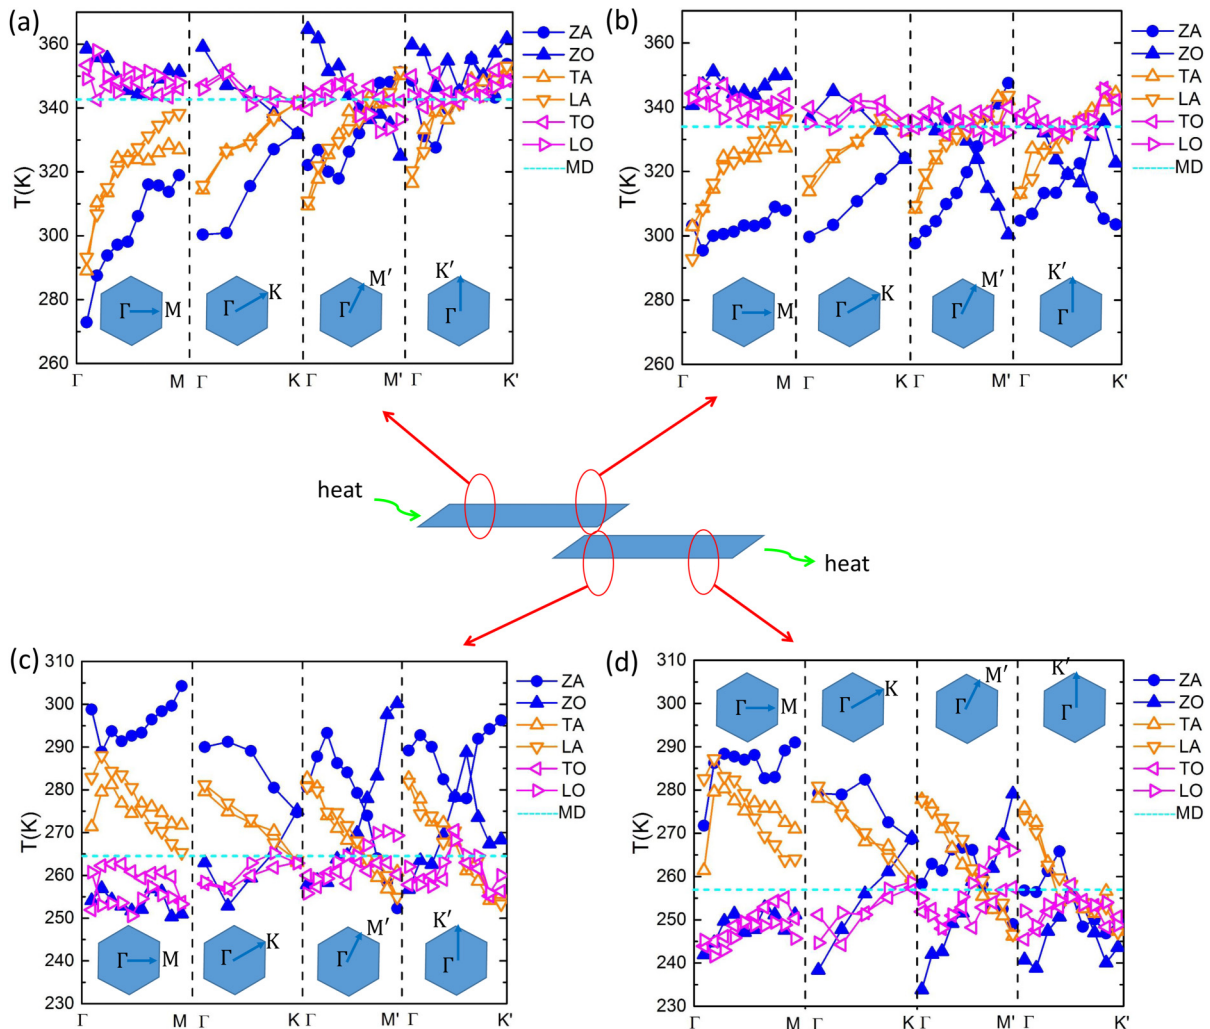 (a)
T(K)
360
340
320
300
280
260
ZA
ZO
TA
LA
TO
LO
MD
Γ M
Γ K
Γ M'
Γ K'
Γ M Γ K Γ M' Γ K'
(b)
T(K)
360
340
320
300
280
260
ZA
ZO
TA
LA
TO
LO
MD
Γ M
Γ K
Γ M'
Γ K'
Γ M Γ K Γ M' Γ K'
heat
heat
(c)
T(K)
310
300
290
280
270
260
250
240
230
ZA
ZO
TA
LA
TO
LO
MD
Γ M
Γ K
Γ M'
Γ K'
Γ M Γ K Γ M' Γ K'
(d)
T(K)
310
300
290
280
270
260
250
240
230
ZA
ZO
TA
LA
TO
LO
MD
Γ M
Γ K
Γ M'
Γ K'
Γ M Γ K Γ M' Γ K'